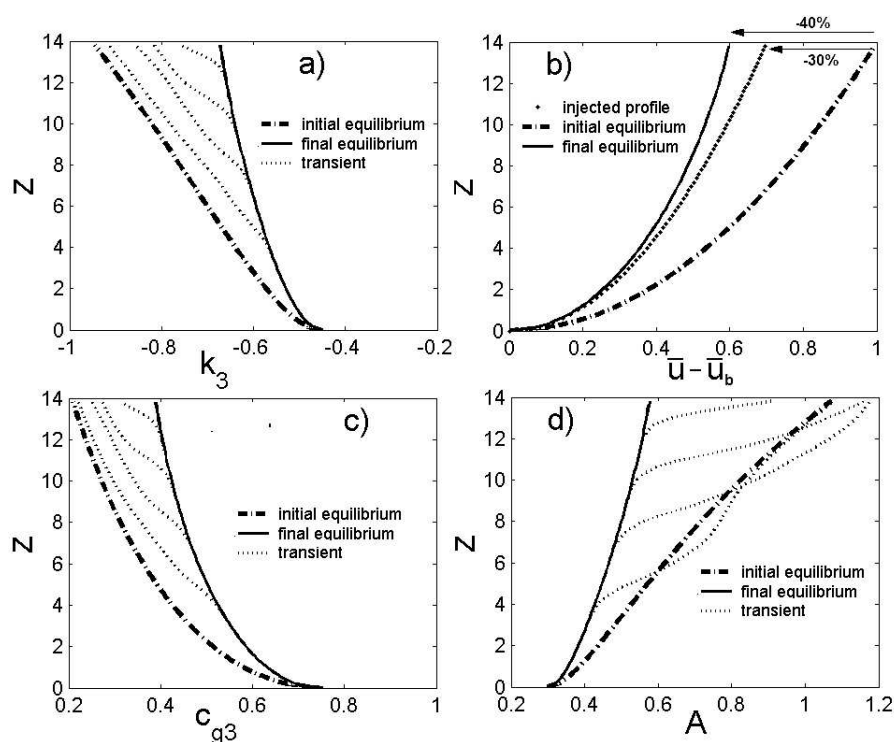 a)
initial equilibrium
final equilibrium
transient
14
12
10
8
6
4
2
0
Z
-1
-0.8
-0.6
-0.4
-0.2
k3
-40%
-30%
b)
injected profile
initial equilibrium
final equilibrium
14
12
10
8
6
4
2
0
Z
0
0.2
0.4
0.6
0.8
1
u̅ − u̅b
c)
initial equilibrium
final equilibrium
transient
14
12
10
8
6
4
2
0
Z
0.2
0.4
0.6
0.8
1
cg3
d)
initial equilibrium
final equilibrium
transient
14
12
10
8
6
4
2
0
Z
0.2
0.4
0.6
0.8
1
1.2
A